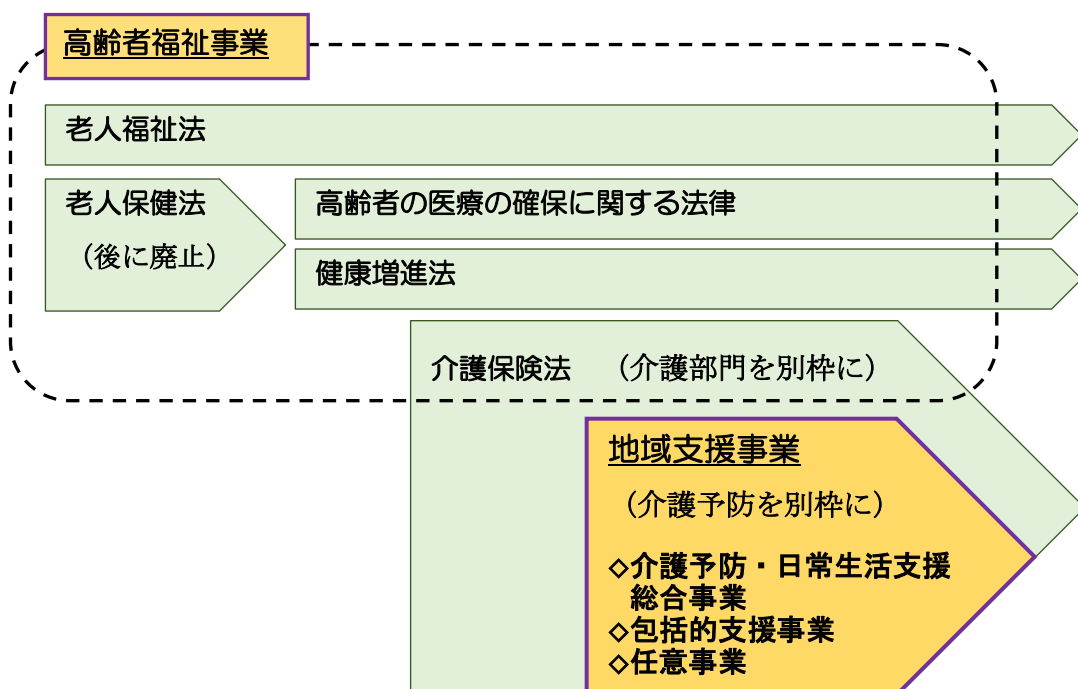 高齢者福祉事業
老人福祉法
老人保健法
（後に廃止）
高齢者の医療の確保に関する法律
健康増進法
介護保険法　（介護部門を別枠に）
地域支援事業
（介護予防を別枠に）
◇介護予防・日常生活支援
総合事業
◇包括的支援事業
◇任意事業